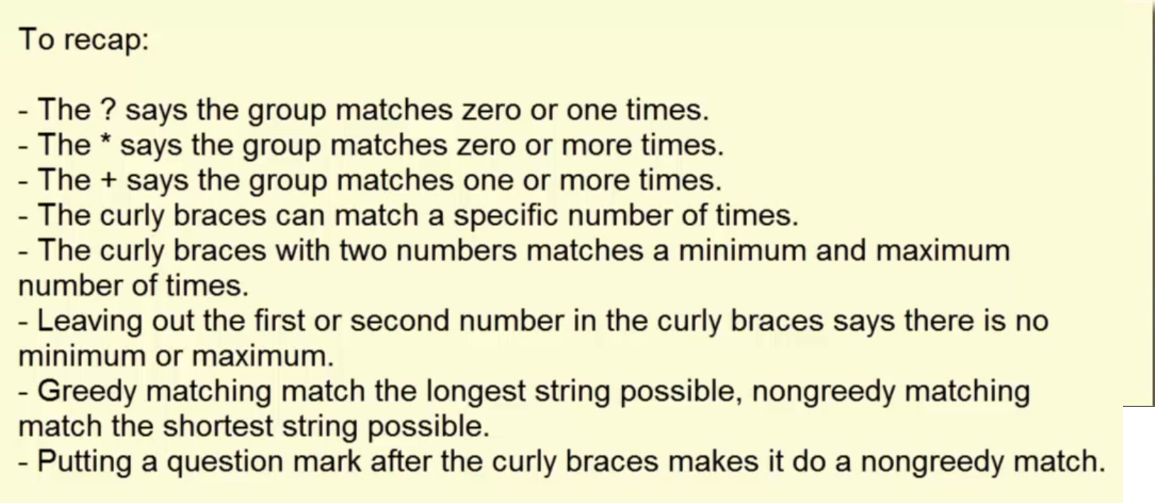 To recap:
- The ? says the group matches zero or one times.
- The * says the group matches zero or more times.
- The + says the group matches one or more times.
- The curly braces can match a specific number of times.
- The curly braces with two numbers matches a minimum and maximum
number of times.
- Leaving out the first or second number in the curly braces says there is no
minimum or maximum.
- Greedy matching match the longest string possible, nongreedy matching
match the shortest string possible.
- Putting a question mark after the curly braces makes it do a nongreedy match.